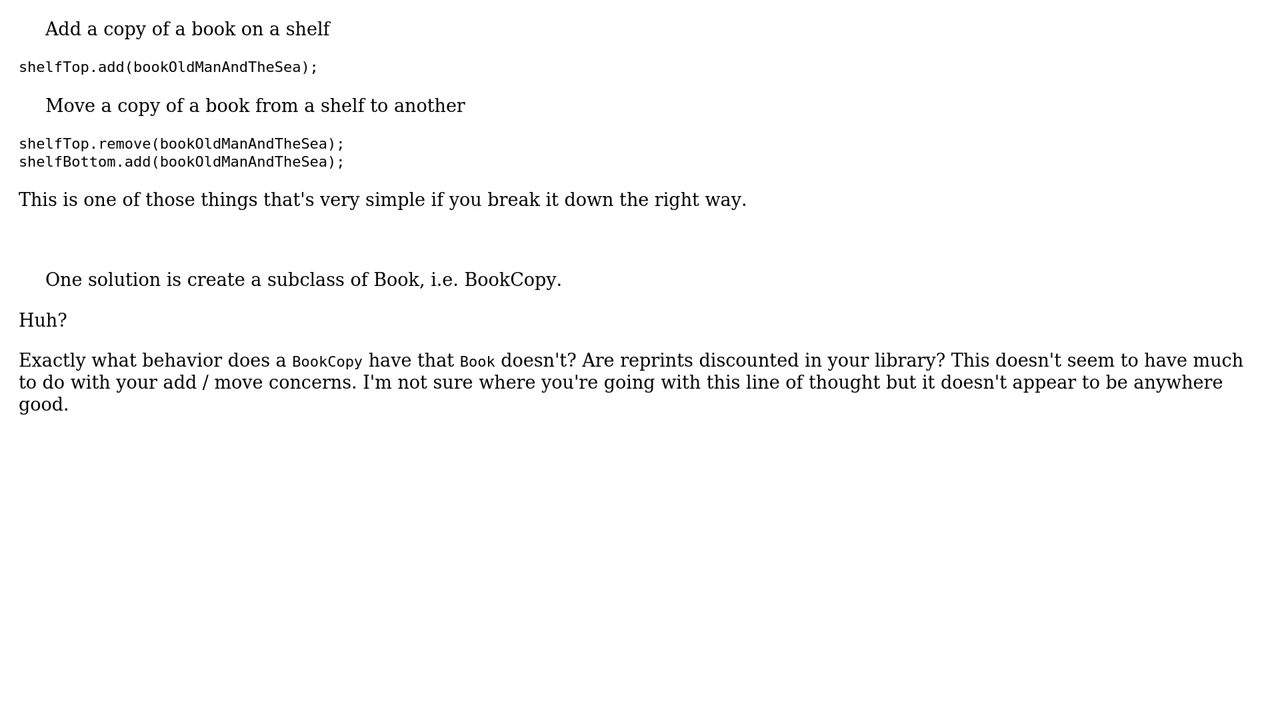 Add a copy of a book on a shelf
shelfTop.add(bookOldManAndTheSea);
Move a copy of a book from a shelf to another
shelfTop.remove(bookOldManAndTheSea);
shelfBottom.add(bookOldManAndTheSea);
This is one of those things that's very simple if you break it down the right way.
One solution is create a subclass of Book, i.e. BookCopy.
Huh?
Exactly what behavior does a BookCopy have that Book doesn't? Are reprints discounted in your library? This doesn't seem to have much
to do with your add / move concerns. I'm not sure where you're going with this line of thought but it doesn't appear to be anywhere
good.